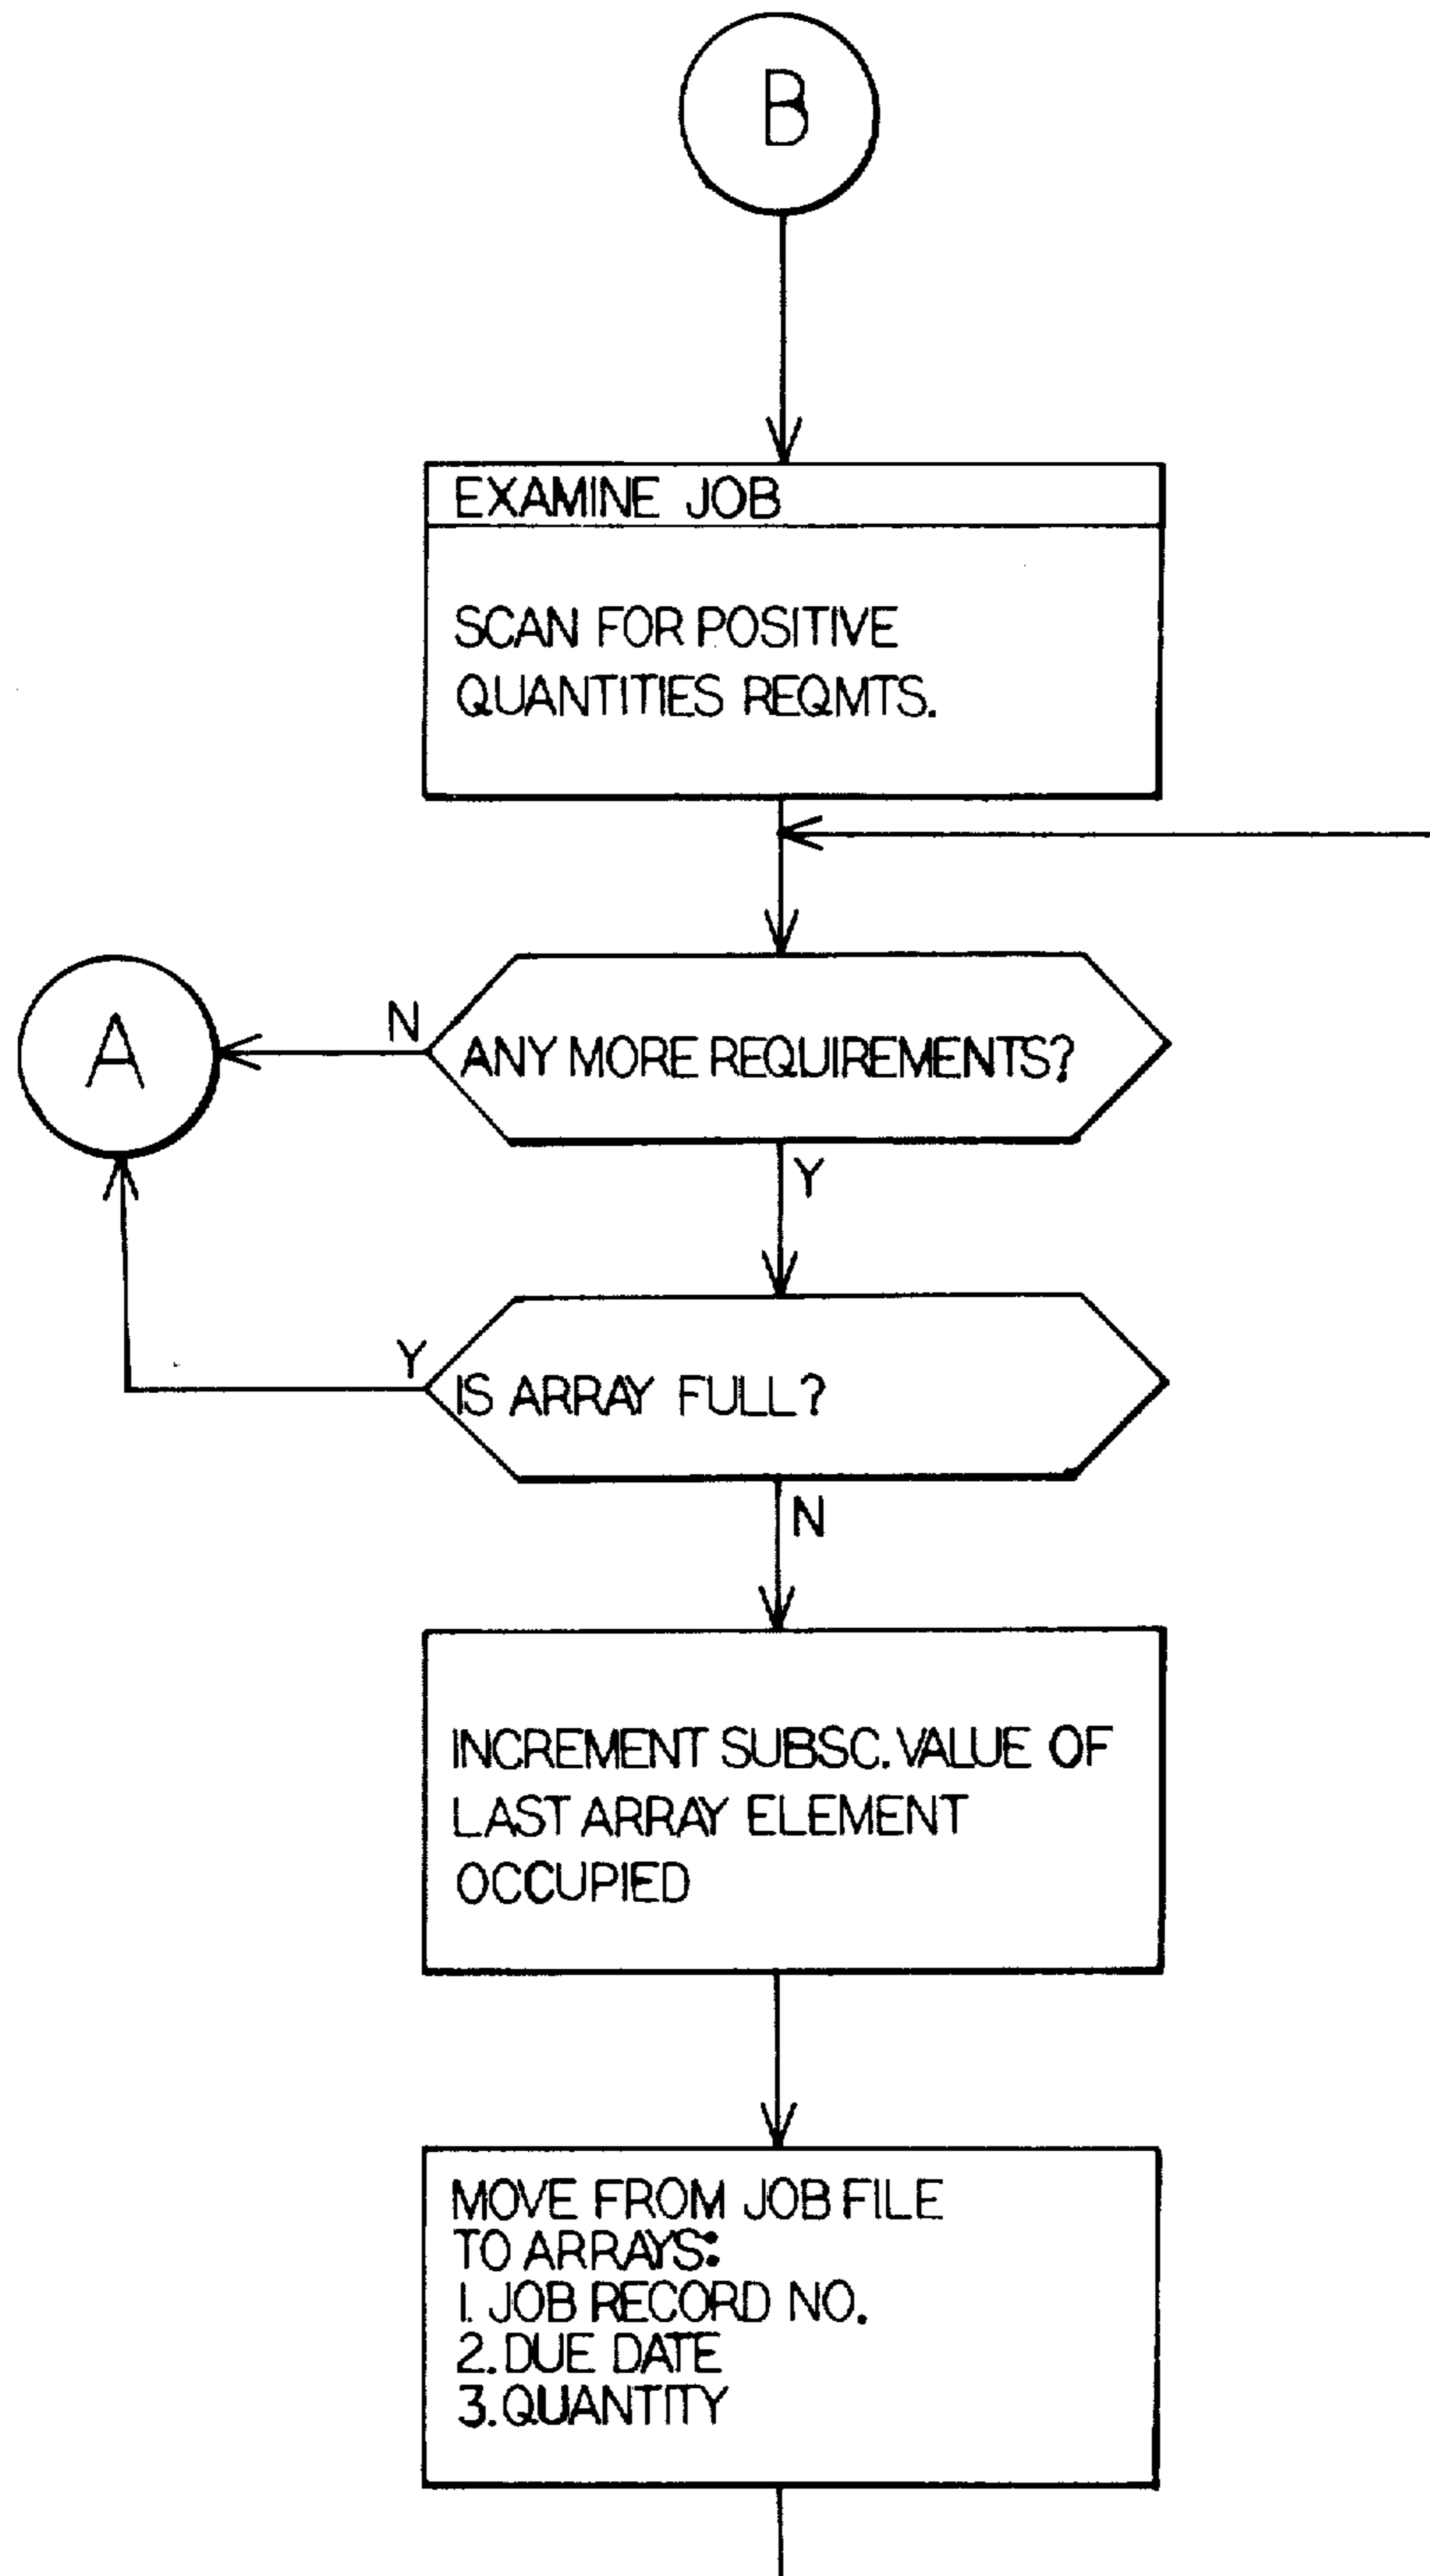 B
EXAMINE JOB
SCAN FOR POSITIVE
QUANTITIES REQMTS.
A
N
ANY MORE REQUIREMENTS?
Y
Y
IS ARRAY FULL?
N
INCREMENT SUBSC. VALUE OF
LAST ARRAY ELEMENT
OCCUPIED
MOVE FROM JOB FILE
TO ARRAYS:
1. JOB RECORD NO.
2. DUE DATE
3. QUANTITY